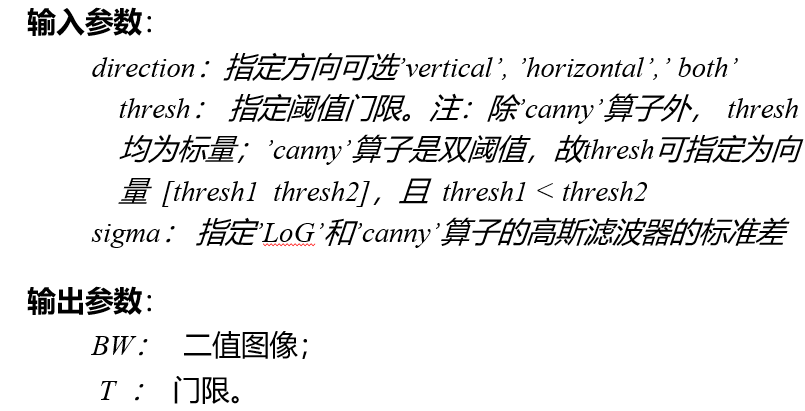 输入参数：
direction：指定方向可选’vertical’, ’horizontal’,’ both’
thresh： 指定阈值门限。注：除’canny’算子外， thresh
均为标量；’canny’算子是双阈值，故thresh可指定为向
量 [thresh1 thresh2]，且 thresh1 < thresh2
sigma： 指定’LoG’和’canny’算子的高斯滤波器的标准差
输出参数：
BW： 二值图像；
T ： 门限。